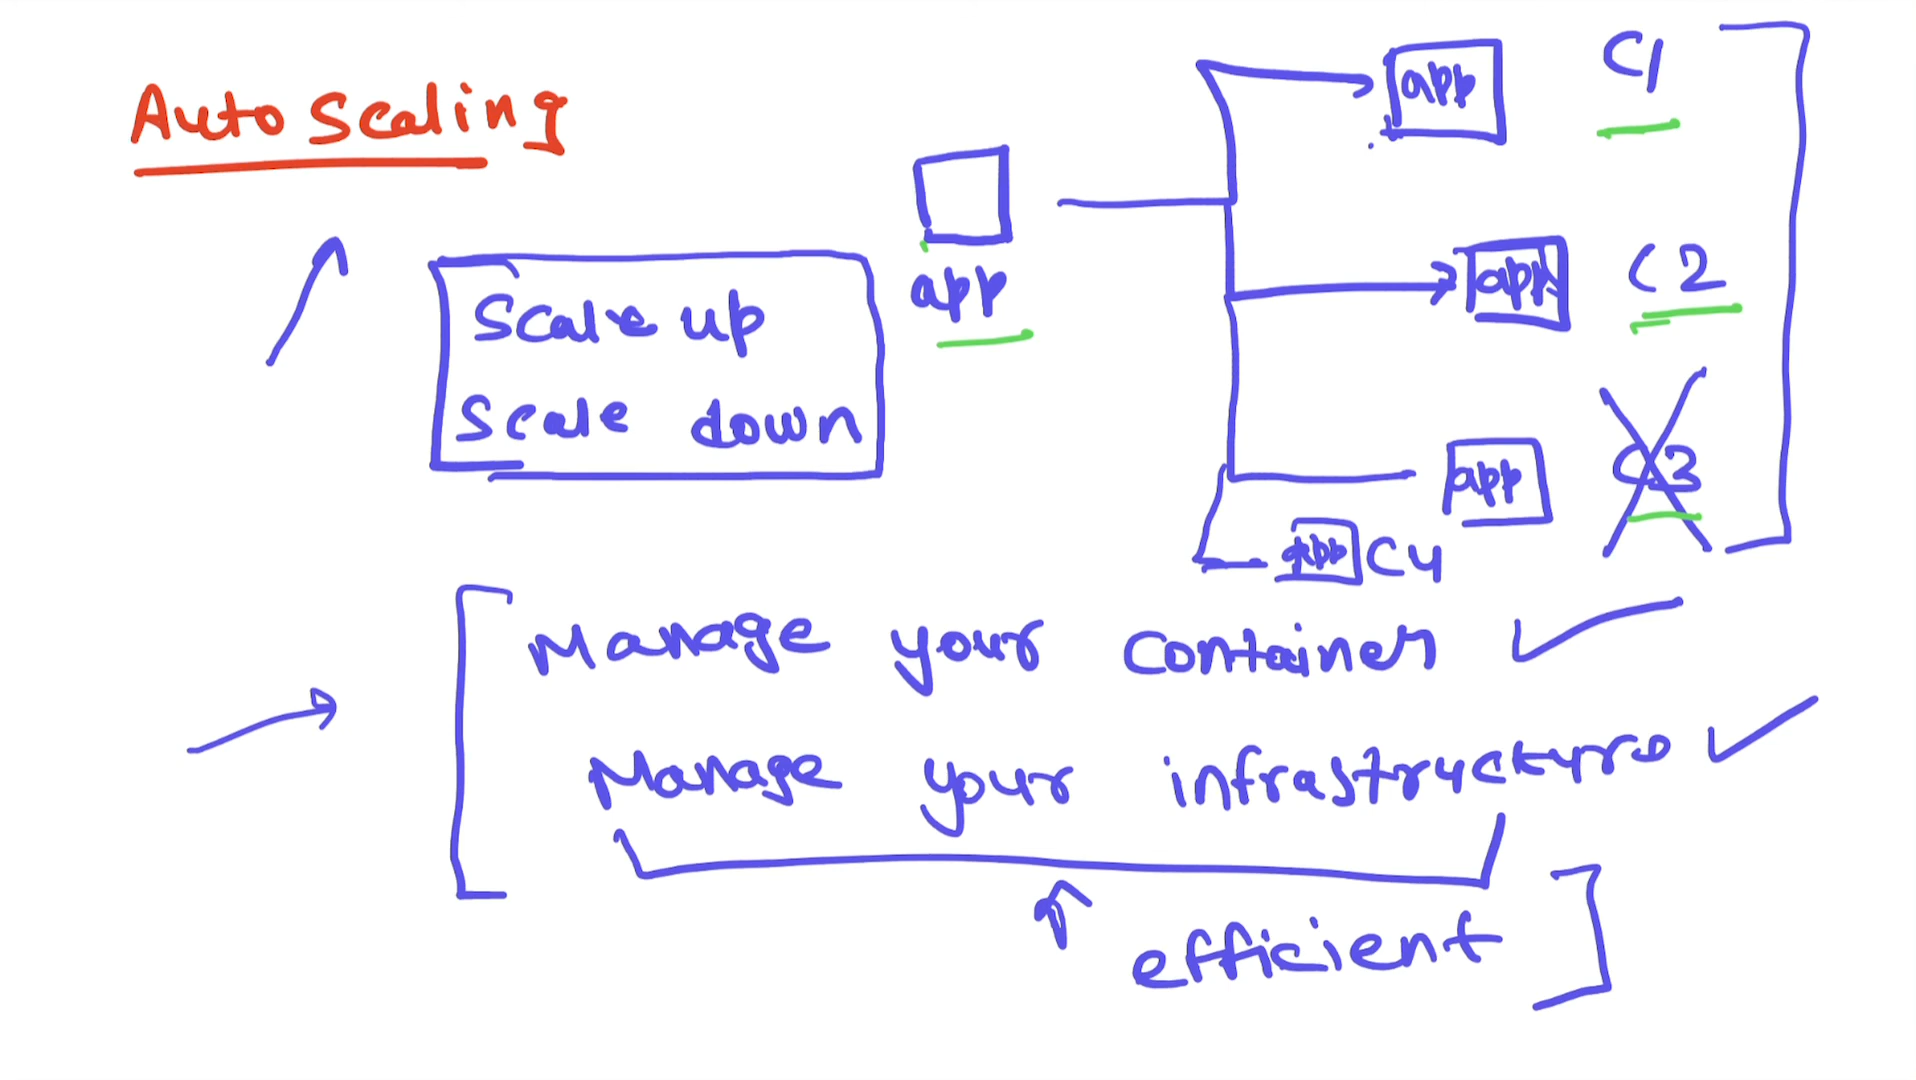 Auto Scaling
Scale up
Scale down
app
app C1
app C2
app C3
app C4
Manage your container
Manage your infrastructure
efficient